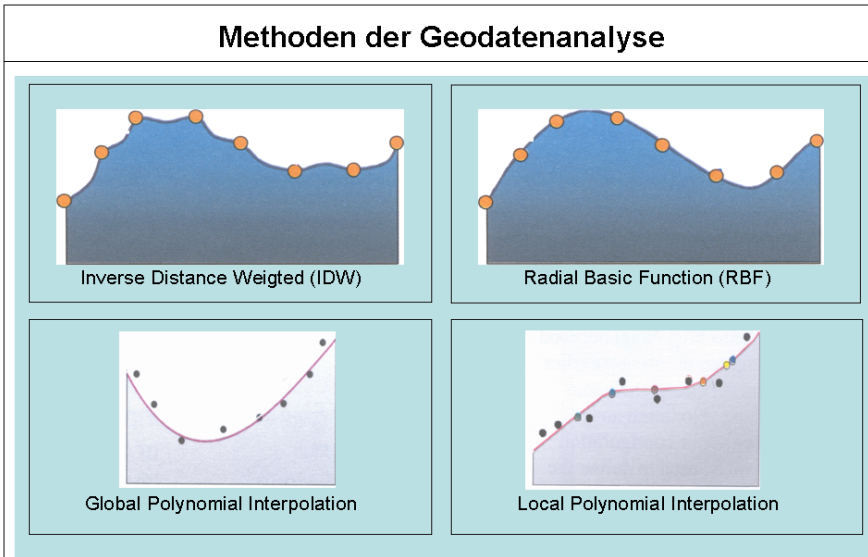 Methoden der Geodatenanalyse
Inverse Distance Weigted (IDW)
Radial Basic Function (RBF)
Global Polynomial Interpolation
Local Polynomial Interpolation